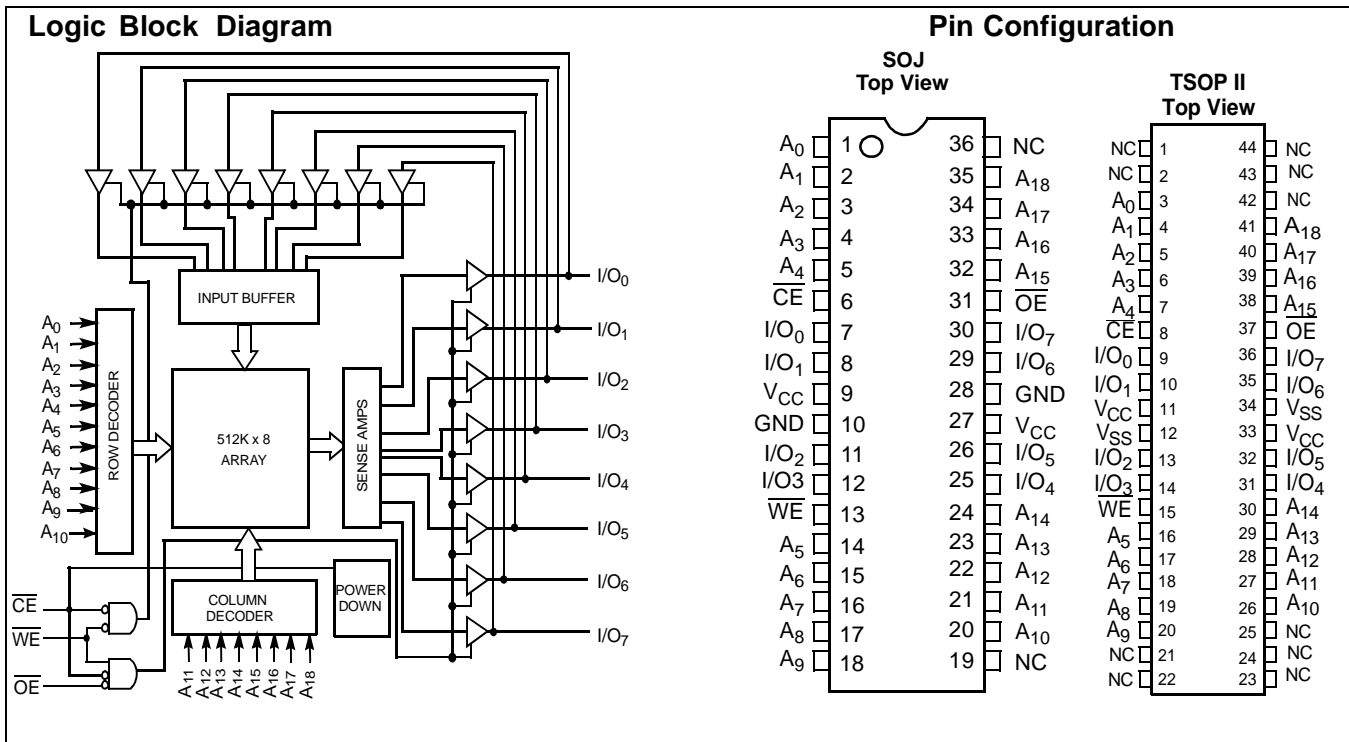 Logic Block Diagram
INPUT BUFFER
A0
A1
A2
A3
A4
A5
A6
A7
A8
A9
A10
ROW DECODER
512K x 8
ARRAY
SENSE AMPS
COLUMN
DECODER
POWER
DOWN
CE
WE
OE
A11
A12
A13
A14
A15
A16
A17
A18
I/O0
I/O1
I/O2
I/O3
I/O4
I/O5
I/O6
I/O7
Pin Configuration
SOJ
Top View
A0 1 36 NC
A1 2 35 A18
A2 3 34 A17
A3 4 33 A16
A4 5 32 A15
CE 6 31 OE
I/O0 7 30 I/O7
I/O1 8 29 I/O6
VCC 9 28 GND
GND 10 27 VCC
I/O2 11 26 I/O5
I/O3 12 25 I/O4
WE 13 24 A14
A5 14 23 A13
A6 15 22 A12
A7 16 21 A11
A8 17 20 A10
A9 18 19 NC
TSOP II
Top View
NC 1 44 NC
NC 2 43 NC
A0 3 42 NC
A1 4 41 A18
A2 5 40 A17
A3 6 39 A16
A4 7 38 A15
CE 8 37 OE
I/O0 9 36 I/O7
I/O1 10 35 I/O6
VCC 11 34 VSS
VSS 12 33 VCC
I/O2 13 32 I/O5
I/O3 14 31 I/O4
WE 15 30 A14
A5 16 29 A13
A6 17 28 A12
A7 18 27 A11
A8 19 26 A10
A9 20 25 NC
NC 21 24 NC
NC 22 23 NC